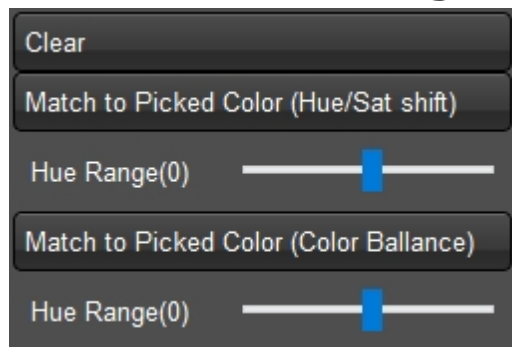 Clear
Match to Picked Color (Hue/Sat shift)
Hue Range(0)
Match to Picked Color (Color Ballance)
Hue Range(0)